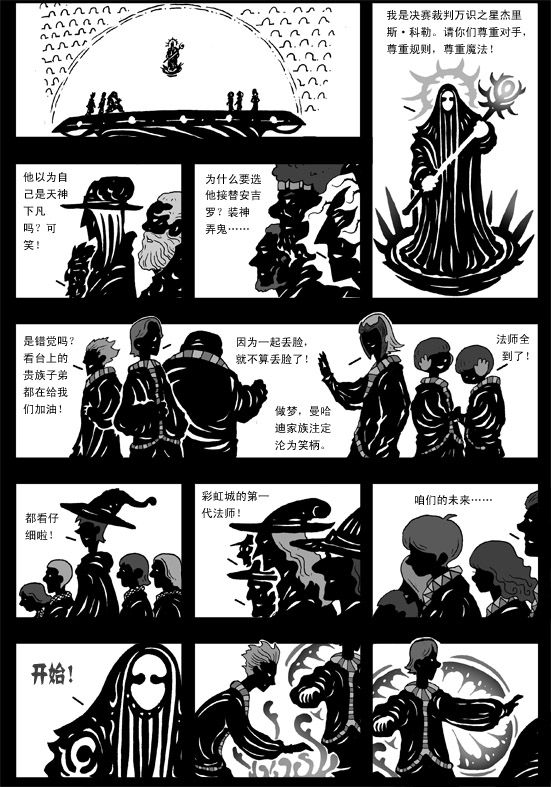 我是决赛裁判万识之星杰里
斯·科勒。请你们尊重对手,
尊重规则,尊重魔法!
他以为自
己是天神
下凡
吗?可
笑!
为什么要选
他接替安吉
罗?装神
弄鬼……
是错觉吗?
看台上的
贵族子弟
都在给我
们加油!
因为一起丢脸,
就不算丢脸了!
做梦,曼哈
迪家族注定
沦为笑柄。
法师全
到了!
都看仔
细啦!
彩虹城的第一
代法师!
咱们的未来……
开始!